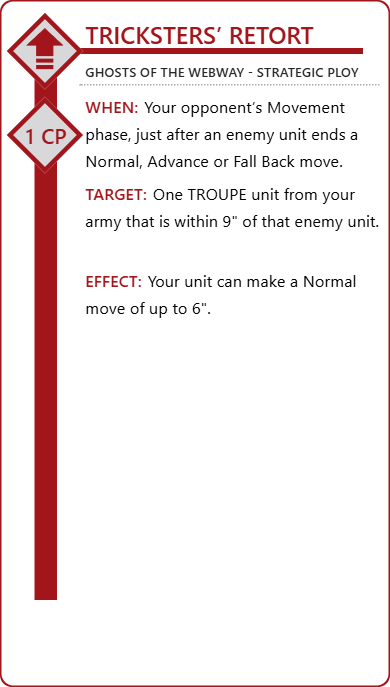 TRICKSTERS’ RETORT
GHOSTS OF THE WEBWAY - STRATEGIC PLOY
1 CP
WHEN: Your opponent’s Movement
phase, just after an enemy unit ends a
Normal, Advance or Fall Back move.
TARGET: One TROUPE unit from your
army that is within 9" of that enemy unit.
EFFECT: Your unit can make a Normal
move of up to 6".